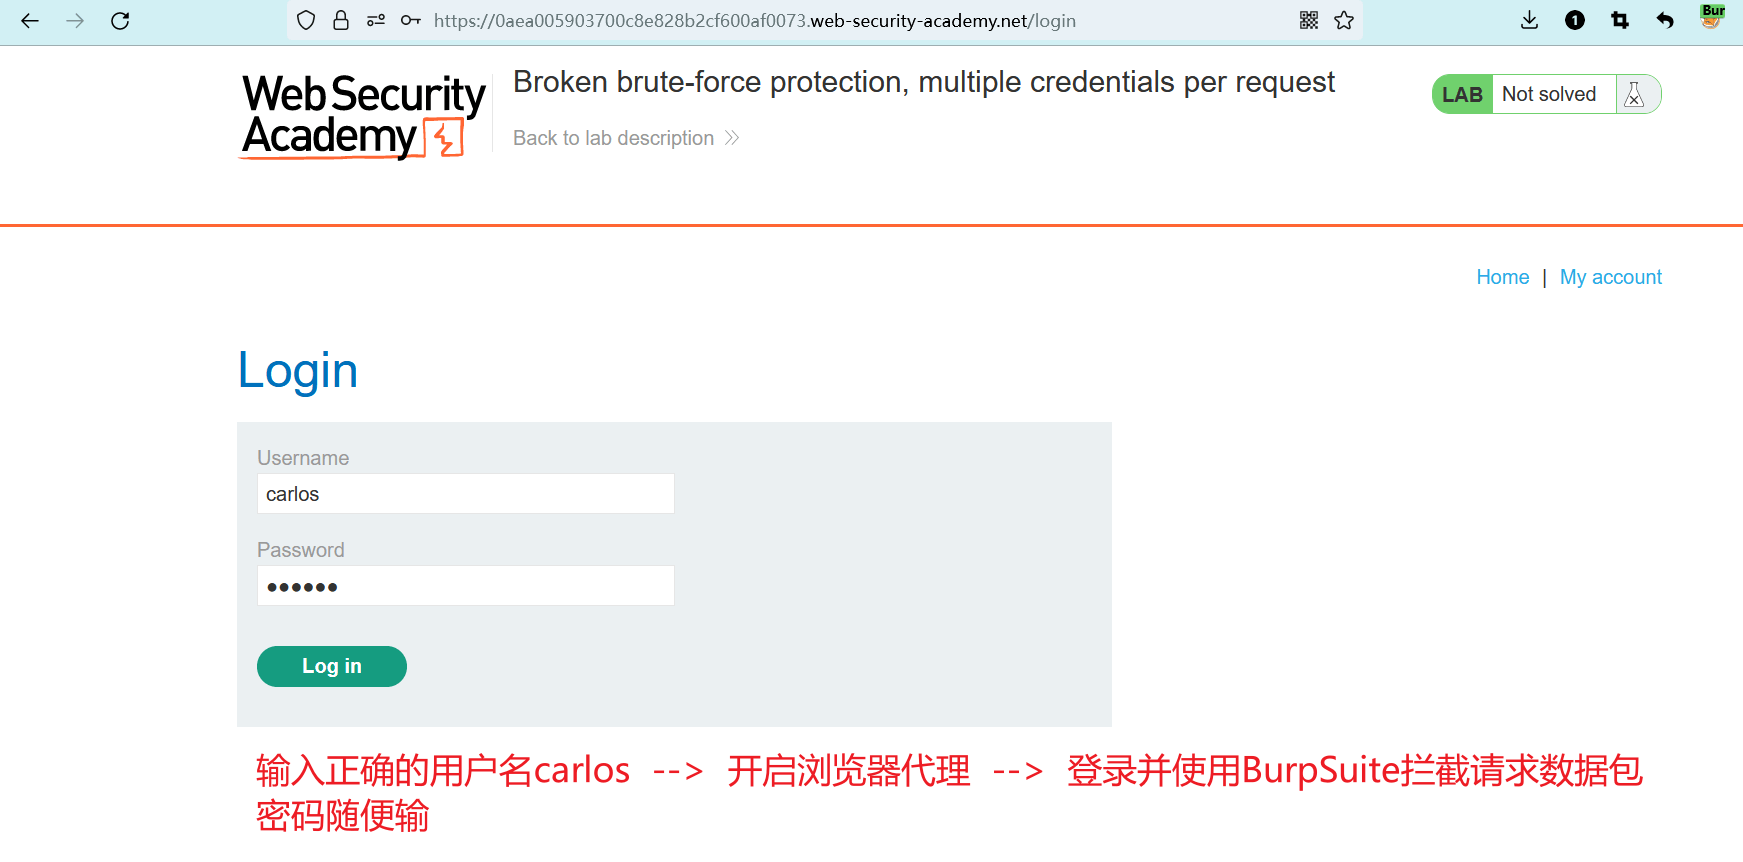 https://0aea005903700c8e828b2cf600af0073.web-security-academy.net/login
1
Bur
Web Security
Academy
Broken brute-force protection, multiple credentials per request
Back to lab description
LAB Not solved
Home | My account
Login
Username
carlos
Password
••••••
Log in
输入正确的用户名carlos --> 开启浏览器代理 --> 登录并使用BurpSuite拦截请求数据包
密码随便输